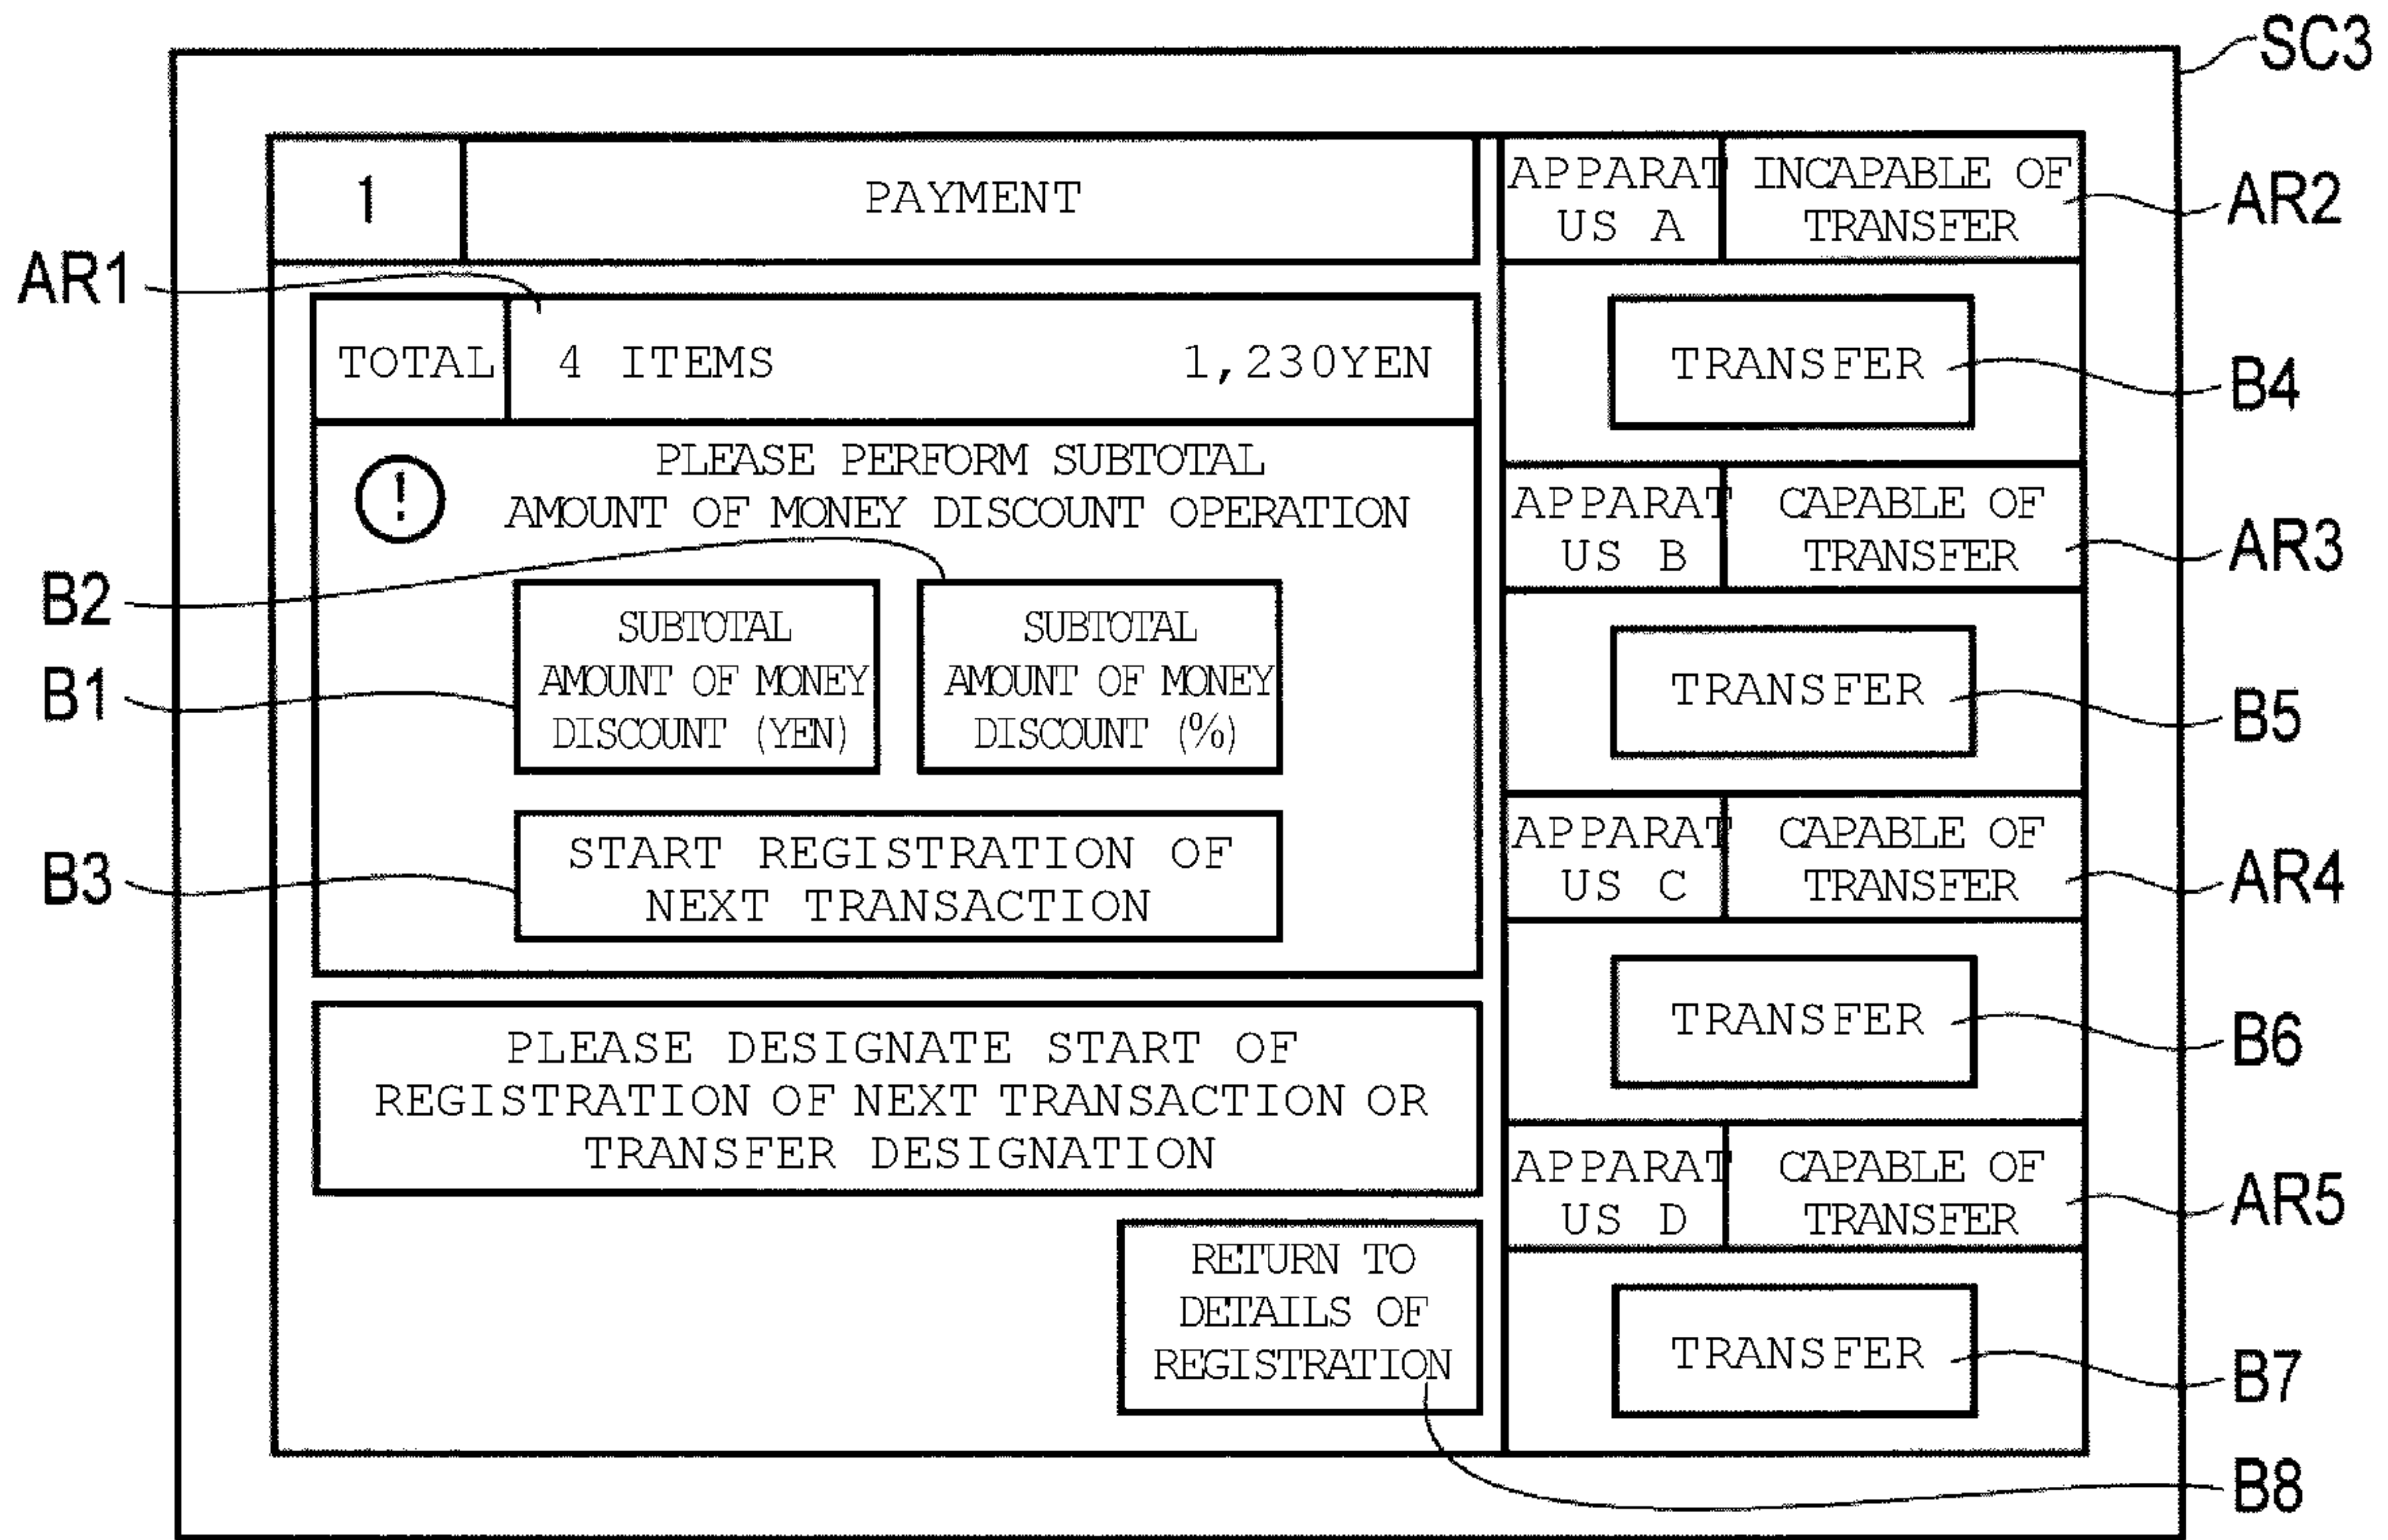 SC3
1
PAYMENT
AR1
TOTAL
4 ITEMS
1,230YEN
!
PLEASE PERFORM SUBTOTAL
AMOUNT OF MONEY DISCOUNT OPERATION
B2
B1
SUBTOTAL
AMOUNT OF MONEY
DISCOUNT (YEN)
SUBTOTAL
AMOUNT OF MONEY
DISCOUNT (%)
B3
START REGISTRATION OF
NEXT TRANSACTION
PLEASE DESIGNATE START OF
REGISTRATION OF NEXT TRANSACTION OR
TRANSFER DESIGNATION
RETURN TO
DETAILS OF
REGISTRATION
B8
APPARAT
US A
INCAPABLE OF
TRANSFER
AR2
TRANSFER
B4
APPARAT
US B
CAPABLE OF
TRANSFER
AR3
TRANSFER
B5
APPARAT
US C
CAPABLE OF
TRANSFER
AR4
TRANSFER
B6
APPARAT
US D
CAPABLE OF
TRANSFER
AR5
TRANSFER
B7